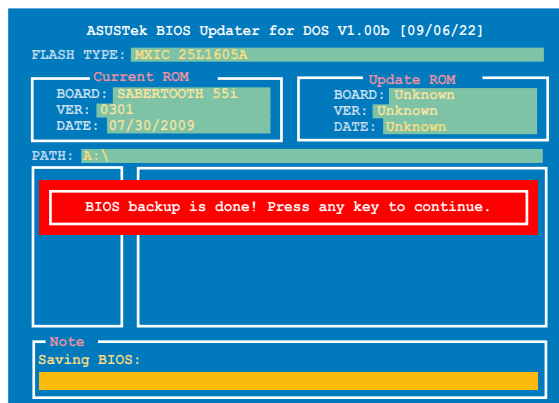 ASUSTek BIOS Updater for DOS V1.00b [09/06/22]
FLASH TYPE: MXIC 25L1605A
Current ROM
BOARD: SABERTOOTH 55i
VER: 0301
DATE: 07/30/2009
Update ROM
BOARD: Unknown
VER: Unknown
DATE: Unknown
PATH: A:\
BIOS backup is done! Press any key to continue.
Note
Saving BIOS: